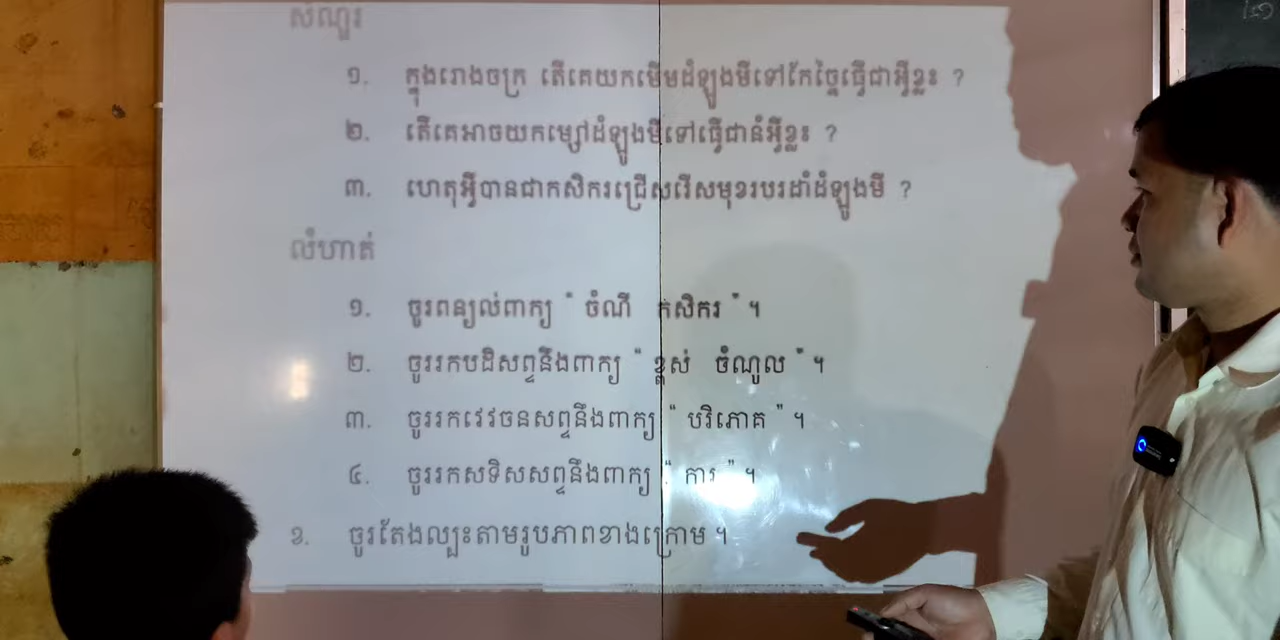 សំណួរ
១. ក្នុងរោងចក្រ តើគេយកមើមដំឡូងមីទៅកែច្នៃធ្វើជាអ្វីខ្លះ ?
២. តើគេអាចយកម្សៅដំឡូងមីទៅធ្វើជានំអ្វីខ្លះ ?
៣. ហេតុអ្វីបានជាកសិករជ្រើសរើសមុខរបរដាំដំឡូងមី ?
លំហាត់
១. ចូរពន្យល់ពាក្យ " ចំណី កសិករ " ។
២. ចូររកបដិសព្ទនឹងពាក្យ " ខ្ពស់ ចំណូល " ។
៣. ចូររកវេវចនសព្ទនឹងពាក្យ " បរិភោគ " ។
៤. ចូររកសទិសសព្ទនឹងពាក្យ " ការ " ។
ខ. ចូរតែងល្បះតាមរូបភាពខាងក្រោម ។